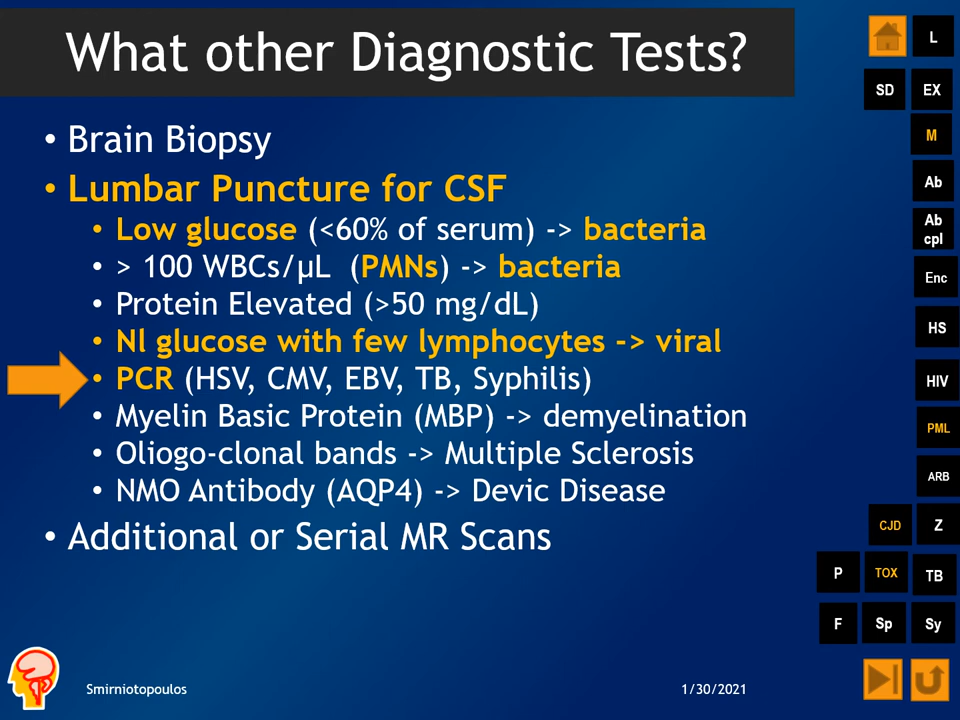 What other Diagnostic Tests?
• Brain Biopsy
• Lumbar Puncture for CSF
• Low glucose (<60% of serum) -> bacteria
• > 100 WBCs/µL (PMNs) -> bacteria
• Protein Elevated (>50 mg/dL)
• Nl glucose with few lymphocytes -> viral
• PCR (HSV, CMV, EBV, TB, Syphilis)
• Myelin Basic Protein (MBP) -> demyelination
• Oliogo-clonal bands -> Multiple Sclerosis
• NMO Antibody (AQP4) -> Devic Disease
• Additional or Serial MR Scans
L
SD EX
M
Ab
Ab
cpl
Enc
HS
HIV
PML
ARB
CJD Z
P TOX TB
F Sp Sy
Smirniotopoulos 1/30/2021